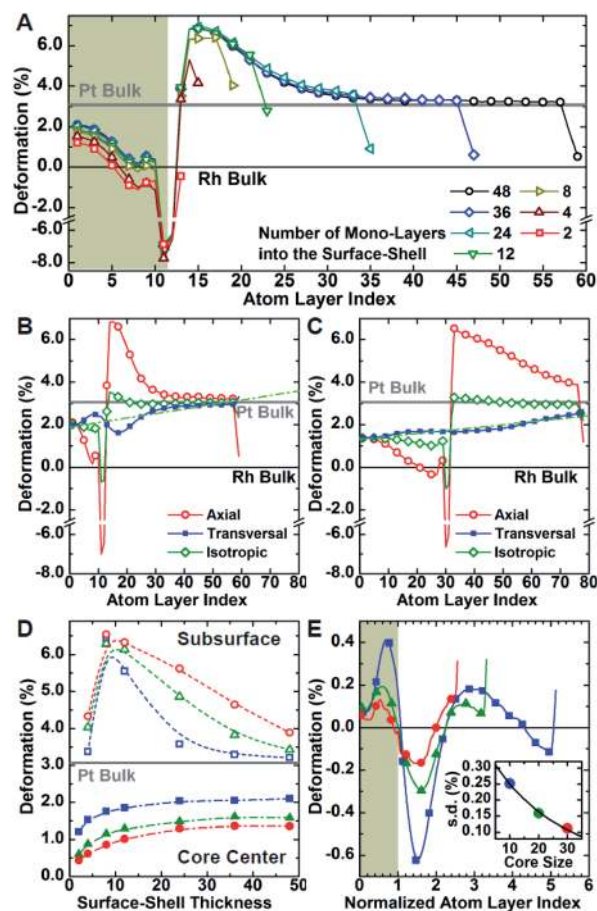 A
Deformation (%)
6.0
4.0
2.0
0.0
-2.0
-6.0
-8.0
Pt Bulk
Rh Bulk
Number of Mono-Layers
into the Surface-Shell
48
36
24
12
8
4
2
0 5 10 15 20 25 30 35 40 45 50 55 60
Atom Layer Index
B
Deformation (%)
6.0
4.0
2.0
0.0
-2.0
-6.0
-8.0
Pt Bulk
Rh Bulk
Axial
Transversal
Isotropic
0 10 20 30 40 50 60 70 80
Atom Layer Index
C
Deformation (%)
6.0
4.0
2.0
0.0
-2.0
-6.0
-8.0
Pt Bulk
Rh Bulk
Axial
Transversal
Isotropic
0 10 20 30 40 50 60 70 80
Atom Layer Index
D
Deformation (%)
6.0
5.0
4.0
3.0
2.0
1.0
0.0
Subsurface
Pt Bulk
Core Center
0 10 20 30 40 50
Surface-Shell Thickness
E
Deformation (%)
0.4
0.2
0.0
-0.2
-0.4
-0.6
0 1 2 3 4 5 6
Normalized Atom Layer Index
s.d. (%)
0.30
0.25
0.20
0.15
0.10
10 20 30
Core Size